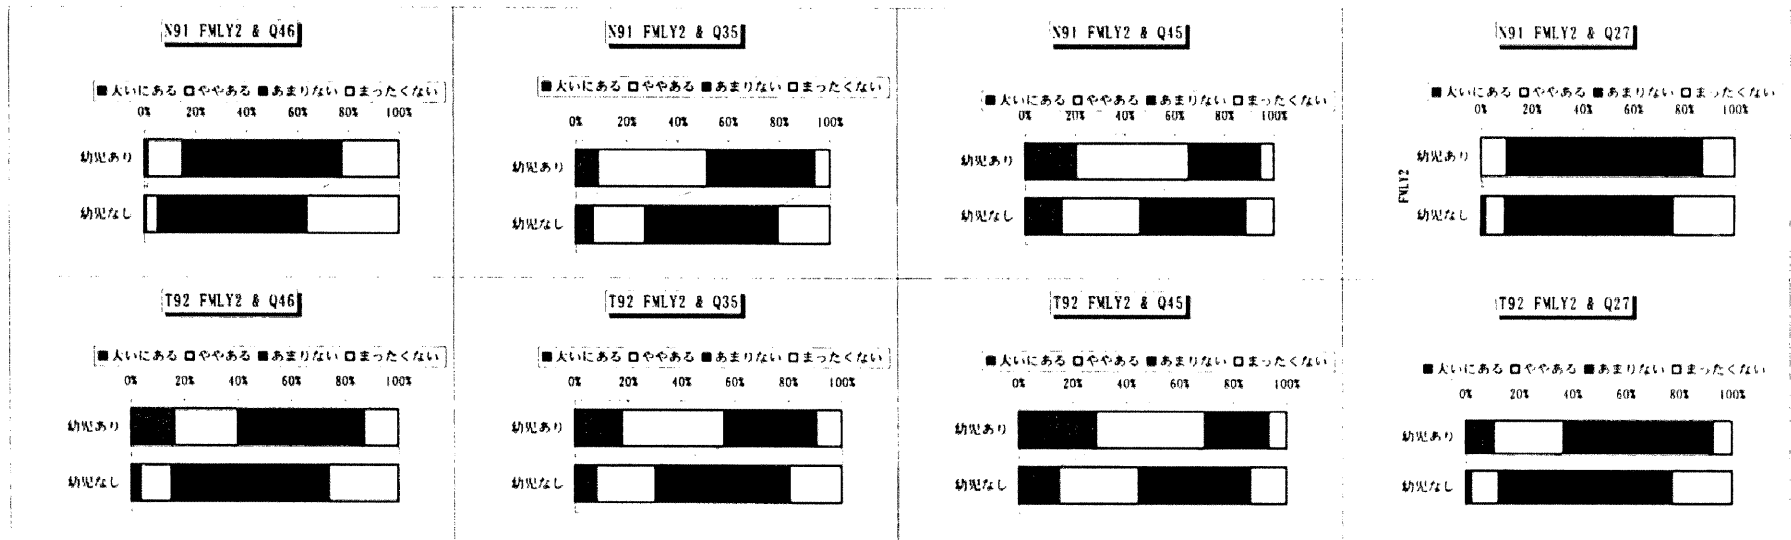 N91 FMLY2 & Q46
■大いにある □ややある ■あまりない □まったくない
0% 20% 40% 60% 80% 100%
幼児あり
幼児なし
N91 FMLY2 & Q35
■大いにある □ややある ■あまりない □まったくない
0% 20% 40% 60% 80% 100%
幼児あり
幼児なし
N91 FMLY2 & Q45
■大いにある □ややある ■あまりない □まったくない
0% 20% 40% 60% 80% 100%
幼児あり
幼児なし
N91 FMLY2 & Q27
■大いにある □ややある ■あまりない □まったくない
0% 20% 40% 60% 80% 100%
FMLY2
幼児あり
幼児なし
T92 FMLY2 & Q46
■大いにある □ややある ■あまりない □まったくない
0% 20% 40% 60% 80% 100%
幼児あり
幼児なし
T92 FMLY2 & Q35
■大いにある □ややある ■あまりない □まったくない
0% 20% 40% 60% 80% 100%
幼児あり
幼児なし
T92 FMLY2 & Q45
■大いにある □ややある ■あまりない □まったくない
0% 20% 40% 60% 80% 100%
幼児あり
幼児なし
T92 FMLY2 & Q27
■大いにある □ややある ■あまりない □まったくない
0% 20% 40% 60% 80% 100%
幼児あり
幼児なし